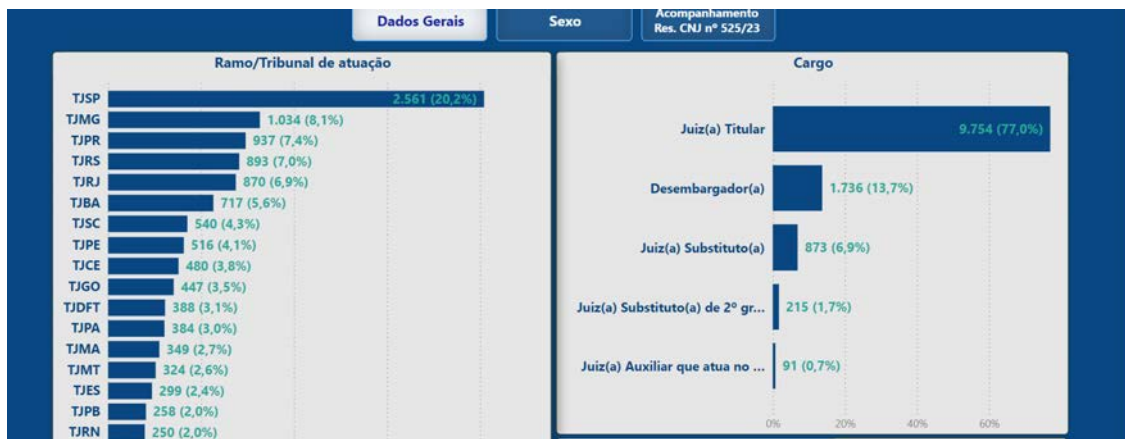 Dados Gerais
Sexo
Acompanhamento
Res. CNJ nº 525/23
Ramo/Tribunal de atuação
TJSP 2.561 (20,2%)
TJMG 1.034 (8,1%)
TJPR 937 (7,4%)
TJRS 893 (7,0%)
TJRJ 870 (6,9%)
TJBA 717 (5,6%)
TJSC 540 (4,3%)
TJPE 516 (4,1%)
TJCE 480 (3,8%)
TJGO 447 (3,5%)
TJDFT 388 (3,1%)
TJPA 384 (3,0%)
TJMA 349 (2,7%)
TJMT 324 (2,6%)
TJES 299 (2,4%)
TJPB 258 (2,0%)
TJRN 250 (2,0%)
Cargo
Juiz(a) Titular 9.754 (77,0%)
Desembargador(a) 1.736 (13,7%)
Juiz(a) Substituto(a) 873 (6,9%)
Juiz(a) Substituto(a) de 2º gr... 215 (1,7%)
Juiz(a) Auxiliar que atua no ... 91 (0,7%)
0% 20% 40% 60%